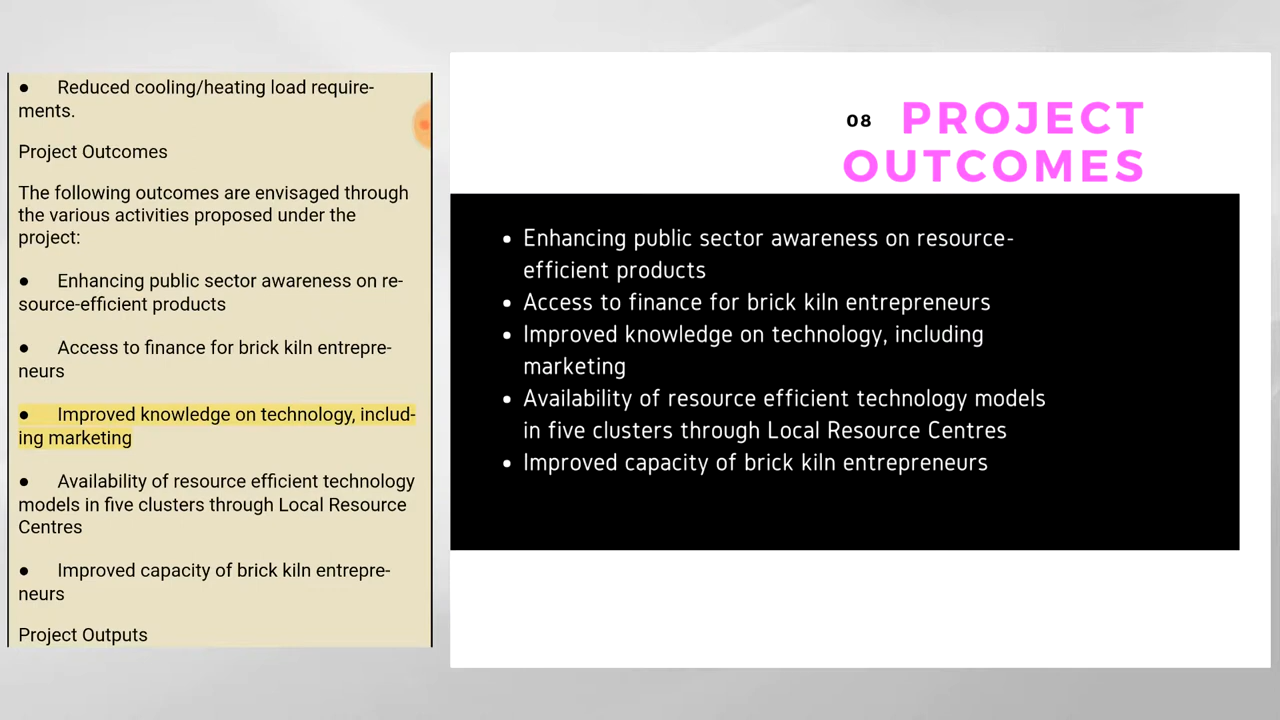 ● Reduced cooling/heating load require-
ments.
Project Outcomes
The following outcomes are envisaged through
the various activities proposed under the
project:
● Enhancing public sector awareness on re-
source-efficient products
● Access to finance for brick kiln entrepre-
neurs
● Improved knowledge on technology, includ-
ing marketing
● Availability of resource efficient technology
models in five clusters through Local Resource
Centres
● Improved capacity of brick kiln entrepre-
neurs
Project Outputs
08 PROJECT
OUTCOMES
• Enhancing public sector awareness on resource-
efficient products
• Access to finance for brick kiln entrepreneurs
• Improved knowledge on technology, including
marketing
• Availability of resource efficient technology models
in five clusters through Local Resource Centres
• Improved capacity of brick kiln entrepreneurs